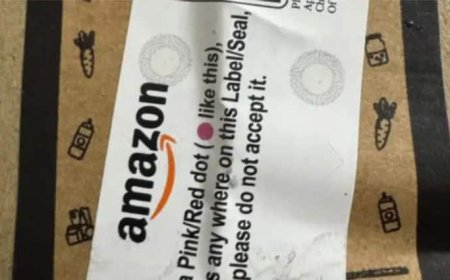 amazon
a Pink/Red dot ( like this),
s any where on this Label/Seal,
please do not accept it.